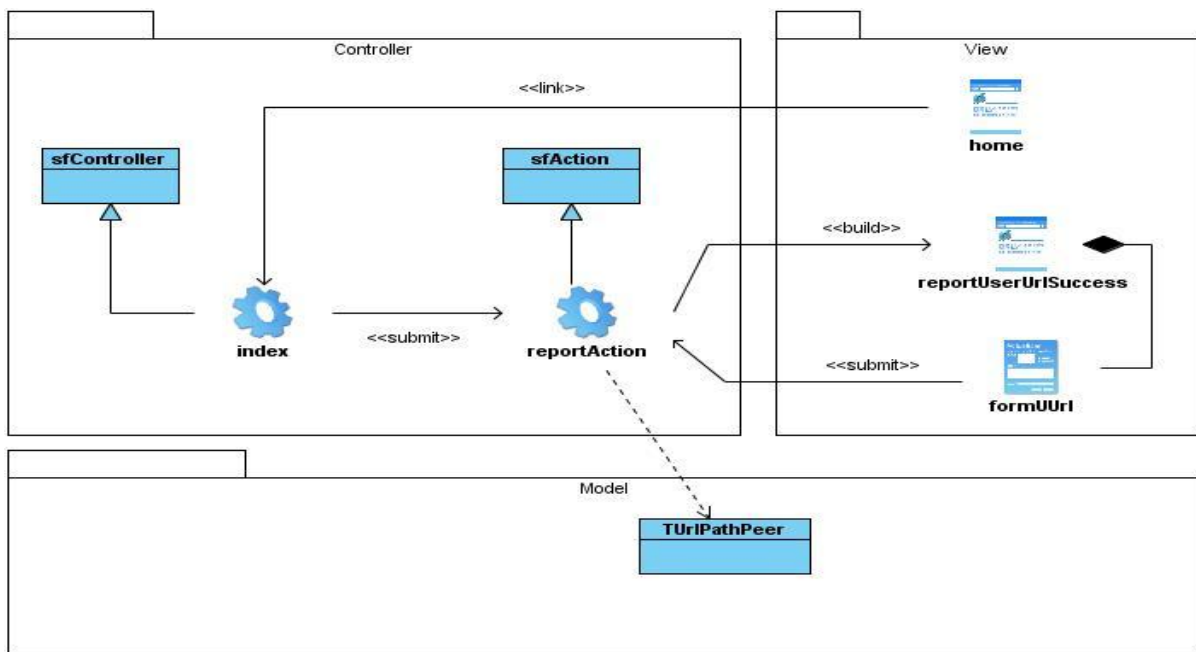 Controller
View
<<link>>
home
sfController
sfAction
<<build>>
reportUserUrlSuccess
index
<<submit>>
reportAction
<<submit>>
formUUrl
Model
TUrlPathPeer